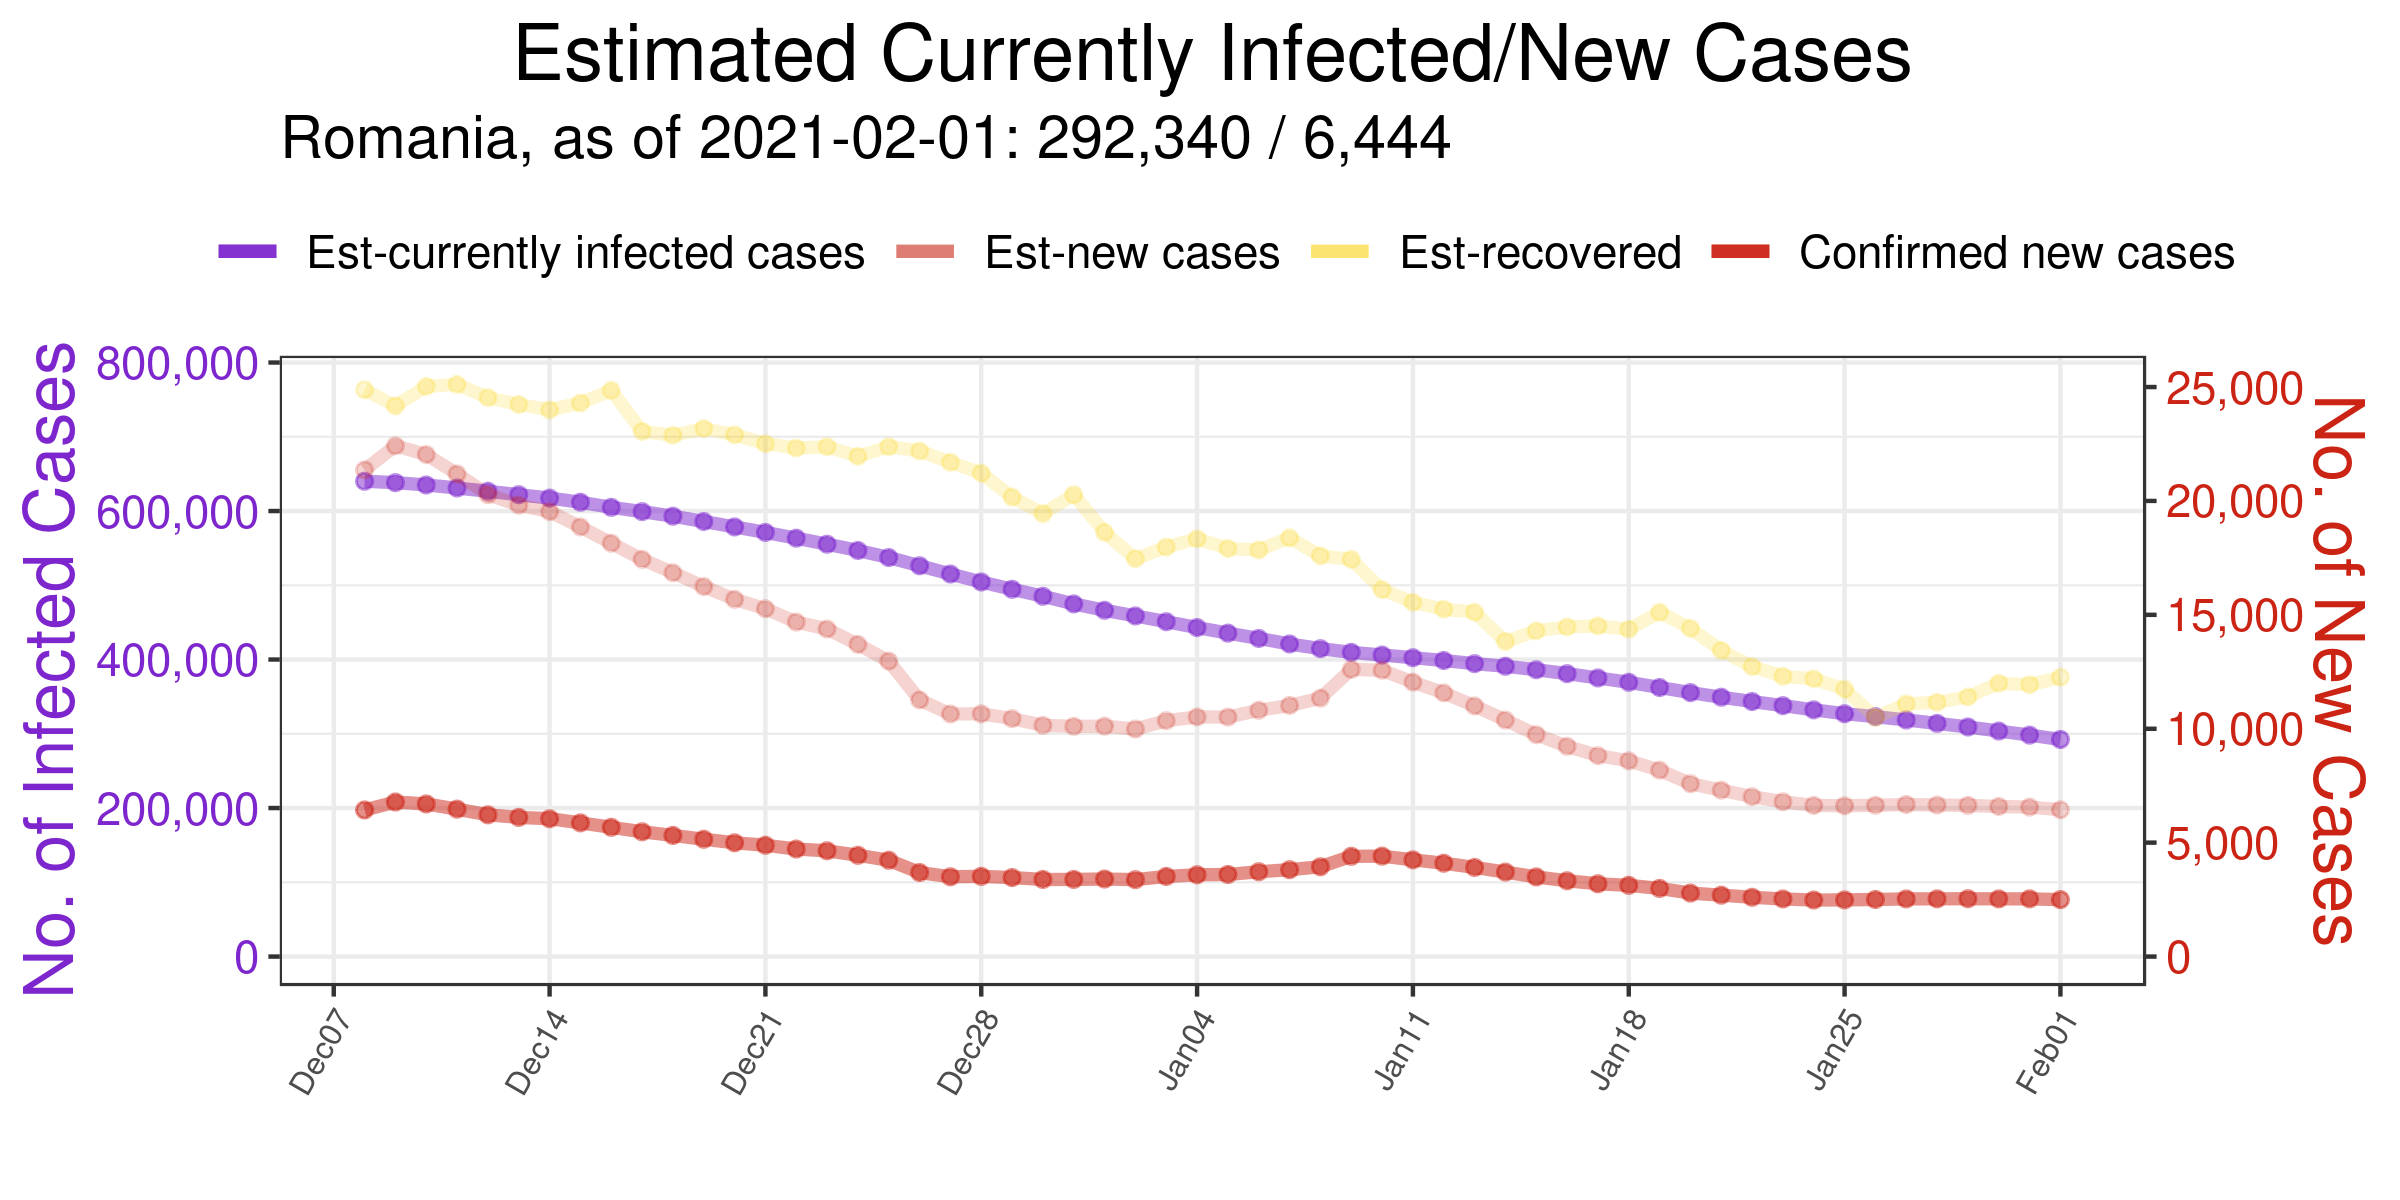 Estimated Currently Infected/New Cases
Romania, as of 2021-02-01: 292,340 / 6,444
Est-currently infected cases Est-new cases Est-recovered Confirmed new cases
No. of Infected Cases
800,000
600,000
400,000
200,000
0
25,000
20,000
15,000
10,000
5,000
0
No. of New Cases
Dec07 Dec14 Dec21 Dec28 Jan04 Jan11 Jan18 Jan25 Feb01